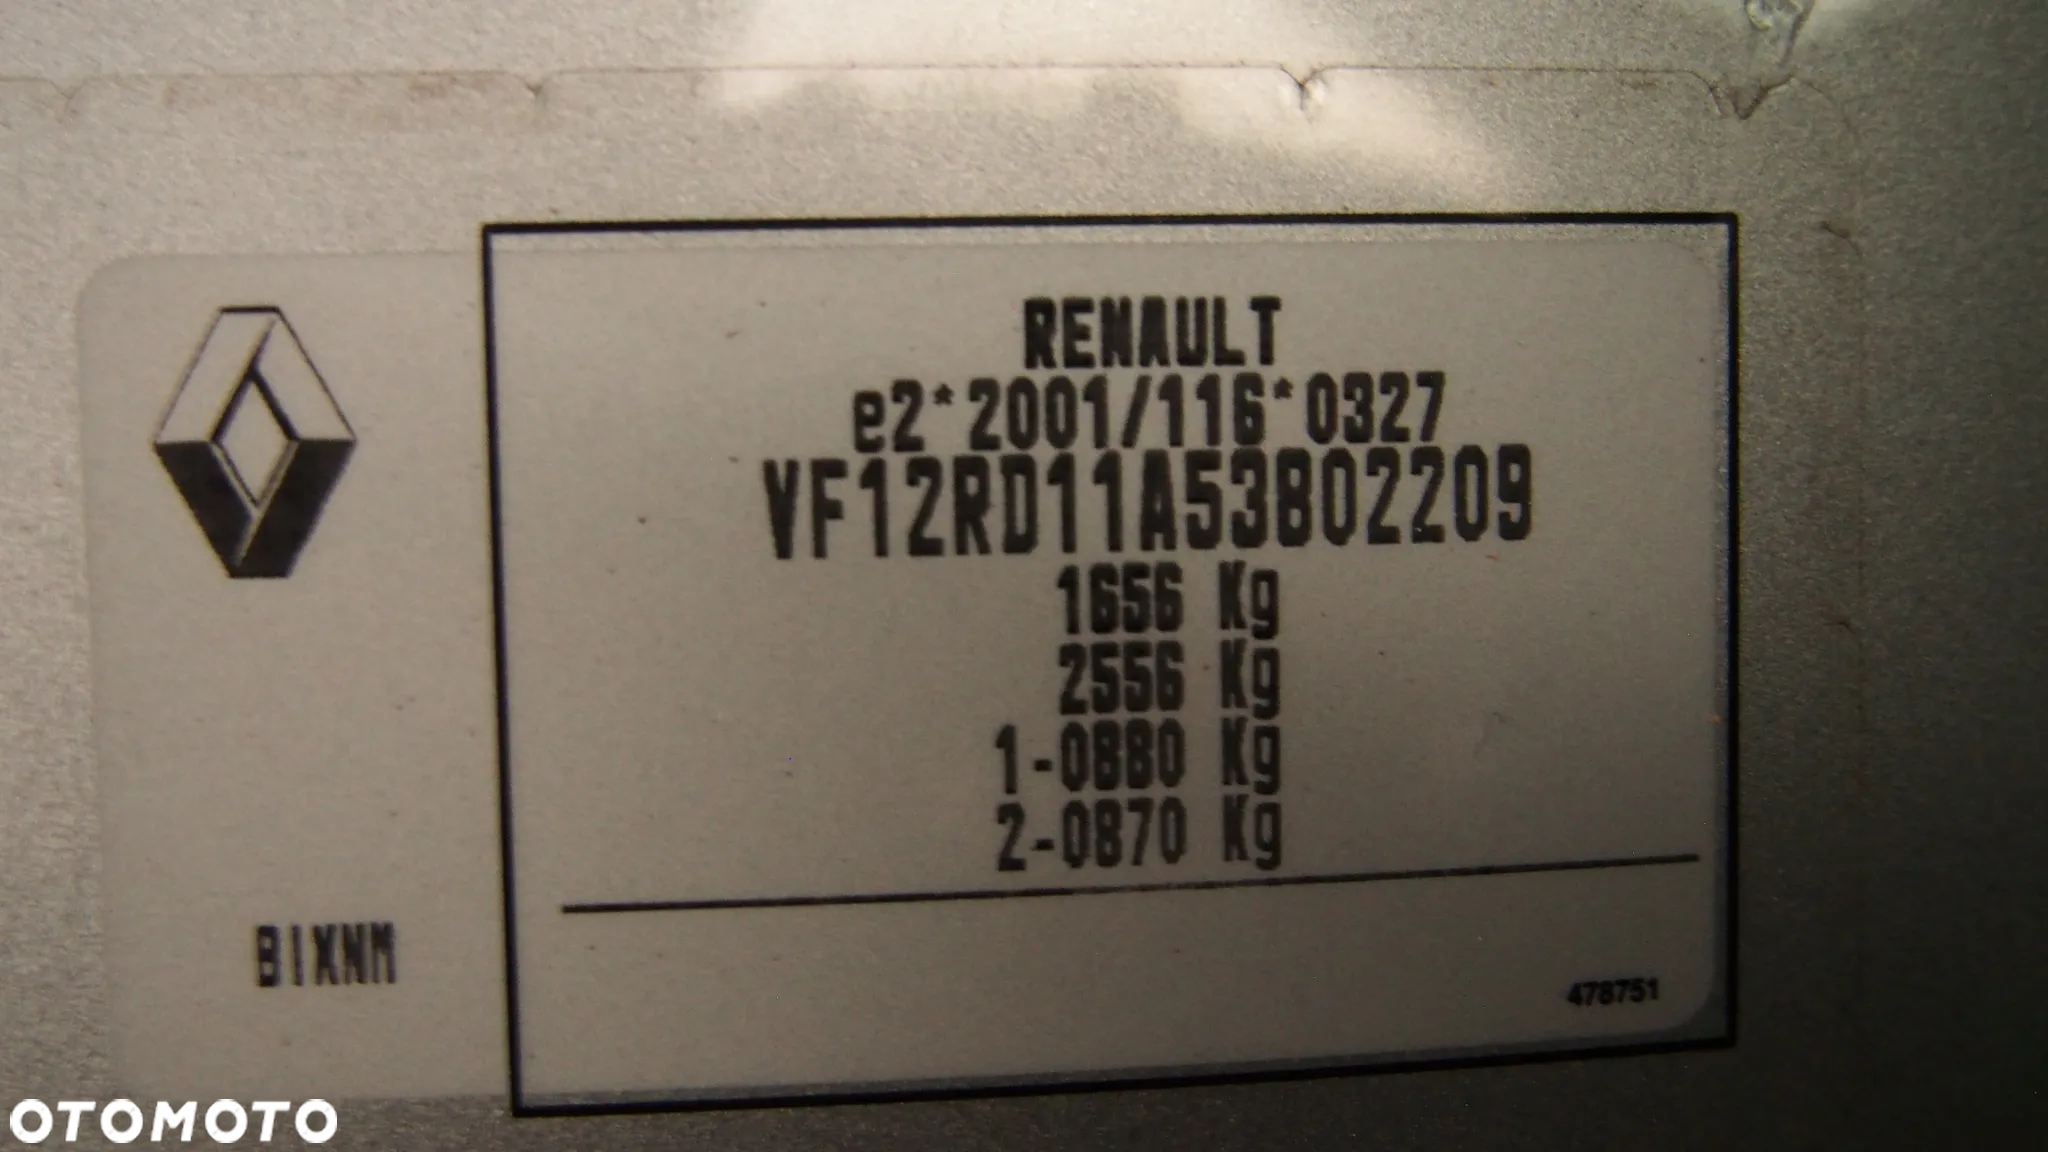 RENAULT
e2*2001/116*0327
VF12RD11A53802209
1656 Kg
2556 Kg
1-0880 Kg
2-0870 Kg
BIXNM
478751
OTOMOTO